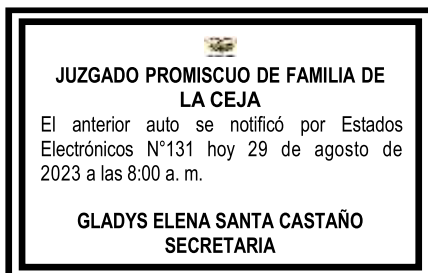 JUZGADO PROMISCUO DE FAMILIA DE
LA CEJA
El anterior auto se notificó por Estados
Electrónicos N°131 hoy 29 de agosto de
2023 a las 8:00 a. m.
GLADYS ELENA SANTA CASTAÑO
SECRETARIA